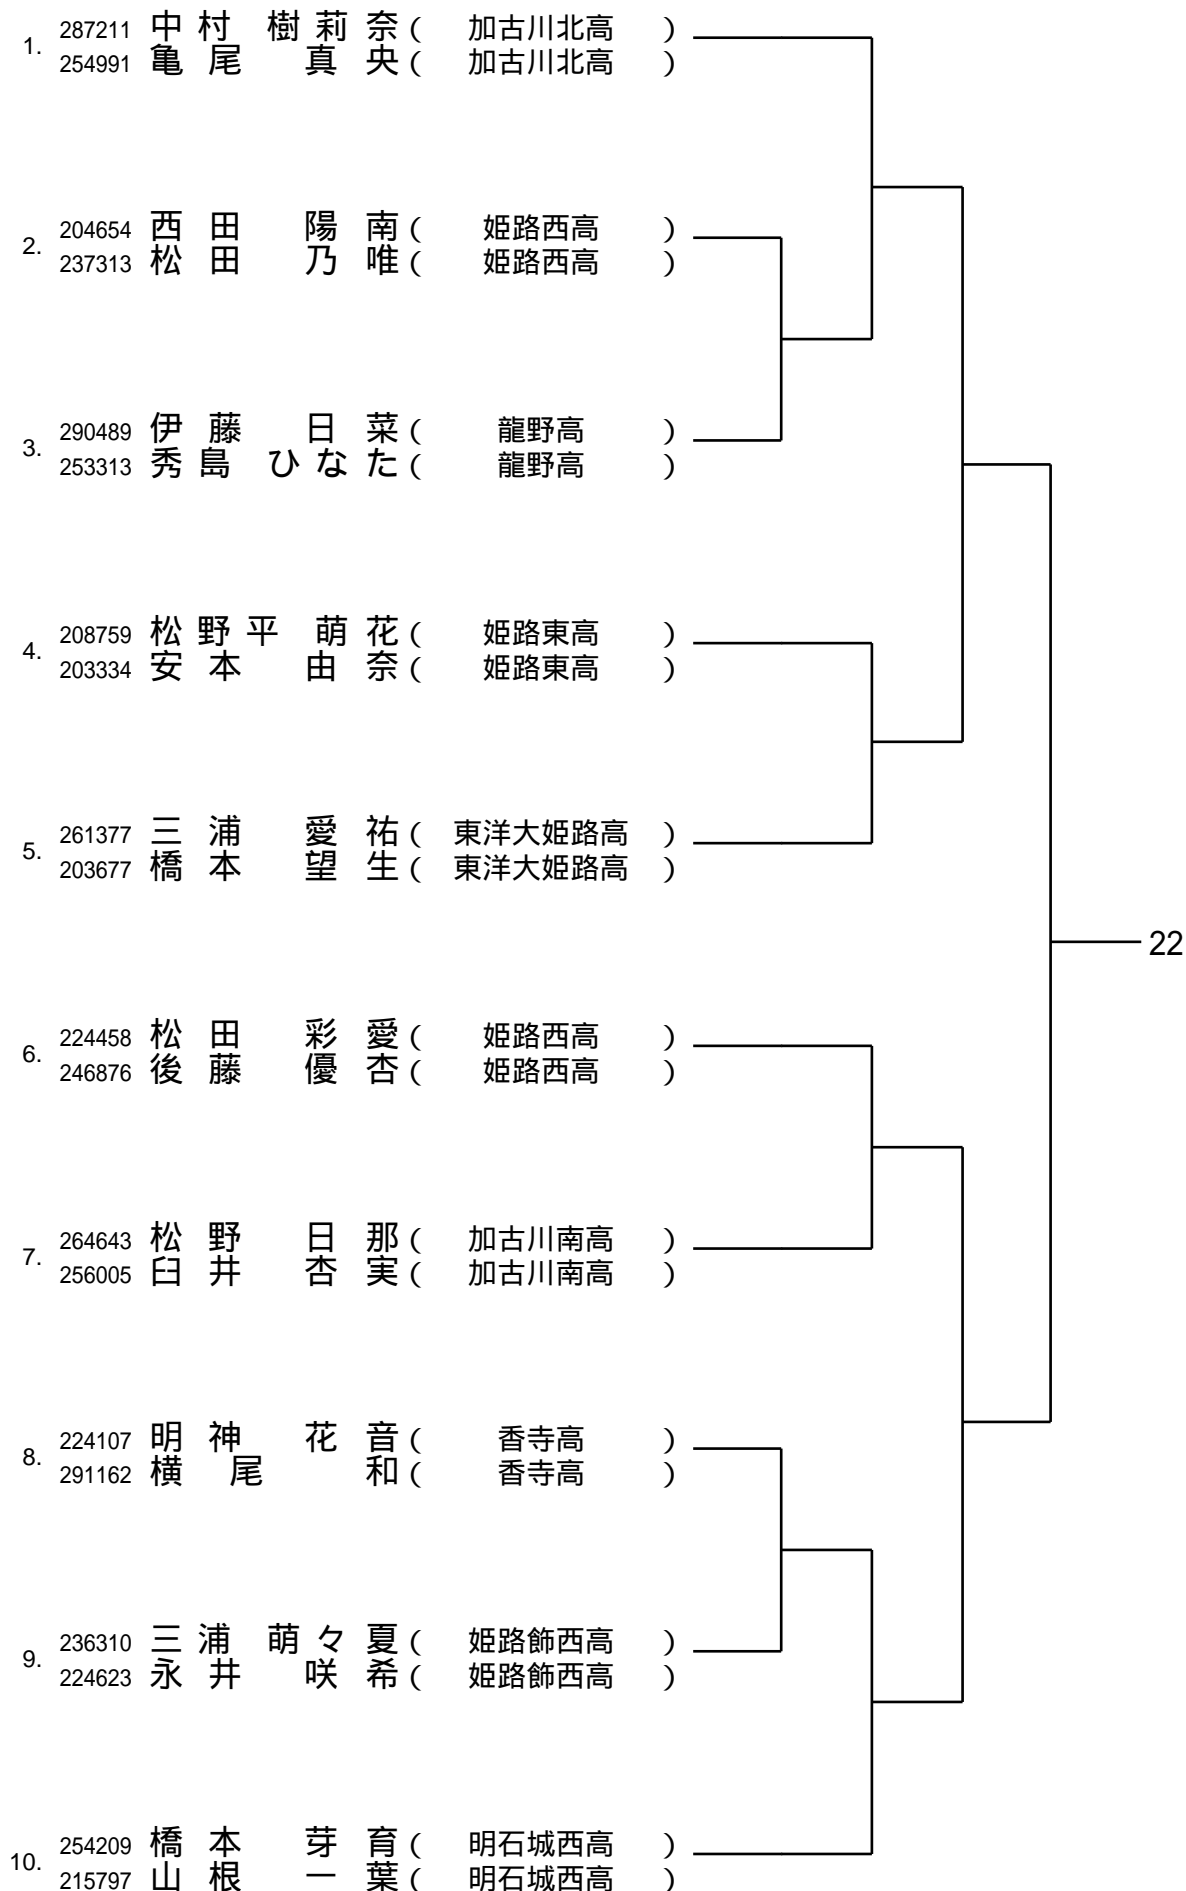 1. 287211 中村 樹莉奈 ( 加古川北高 )
254991 亀尾 真央 ( 加古川北高 )
2. 204654 西田 陽南 ( 姫路西高 )
237313 松田 乃唯 ( 姫路西高 )
3. 290489 伊藤 日菜 ( 龍野高 )
253313 秀島 ひなた ( 龍野高 )
4. 208759 松野平 萌花 ( 姫路東高 )
203334 安本 由奈 ( 姫路東高 )
5. 261377 三浦 愛祐 ( 東洋大姫路高 )
203677 橋本 望生 ( 東洋大姫路高 )
22
6. 224458 松田 彩愛 ( 姫路西高 )
246876 後藤 優杏 ( 姫路西高 )
7. 264643 松野 日那 ( 加古川南高 )
256005 臼井 杏実 ( 加古川南高 )
8. 224107 明神 花音 ( 香寺高 )
291162 横尾 和 ( 香寺高 )
9. 236310 三浦 萌々夏 ( 姫路飾西高 )
224623 永井 咲希 ( 姫路飾西高 )
10. 254209 橋本 芽育 ( 明石城西高 )
215797 山根 一葉 ( 明石城西高 )